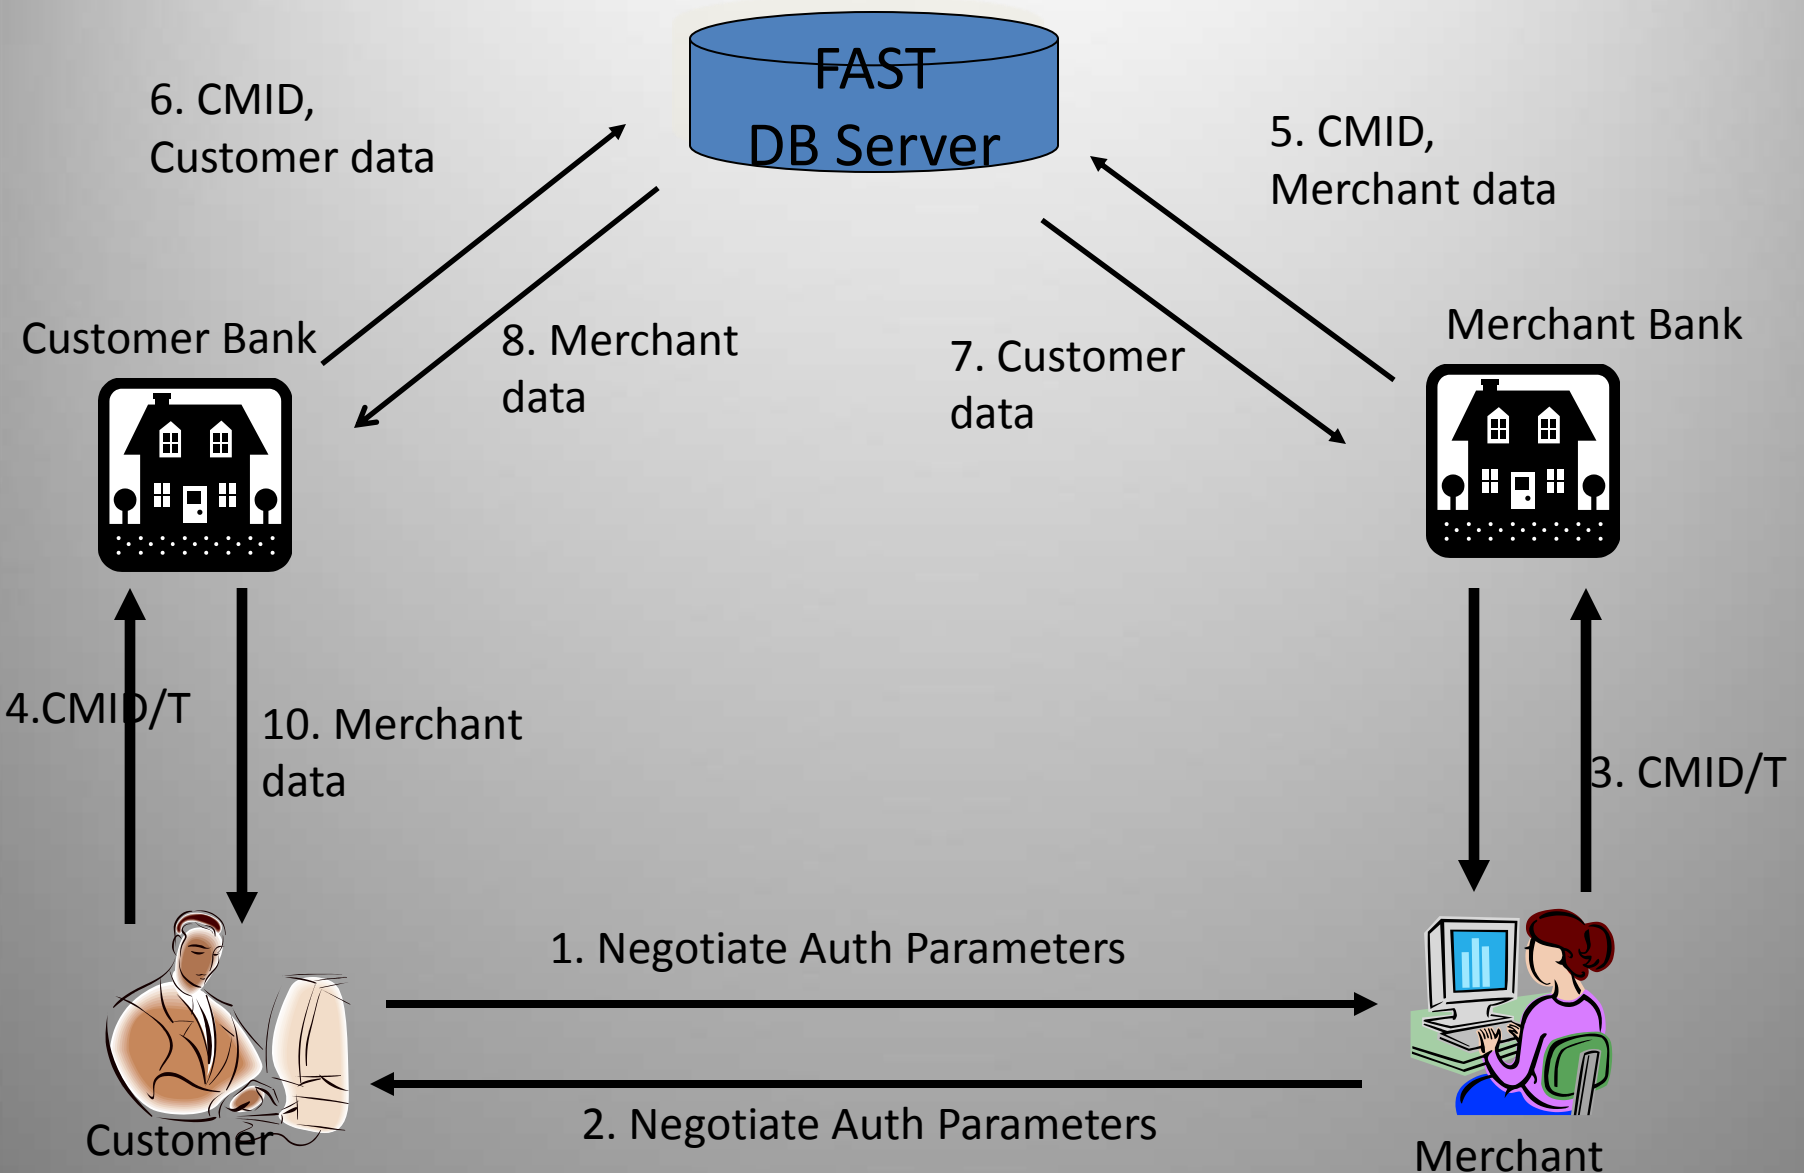 FAST
DB Server
6. CMID,
Customer data
5. CMID,
Merchant data
Customer Bank
8. Merchant
data
7. Customer
data
Merchant Bank
4.CMID/T
10. Merchant
data
3. CMID/T
1. Negotiate Auth Parameters
2. Negotiate Auth Parameters
Customer
Merchant